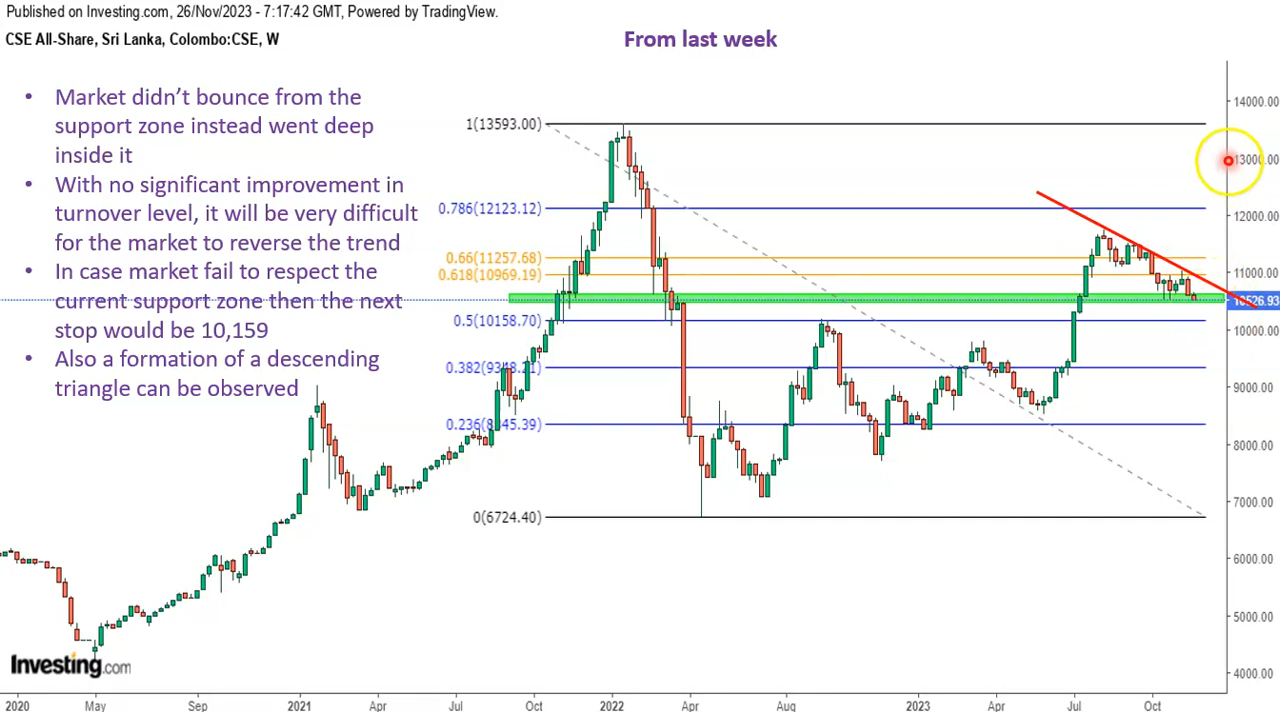 Published on Investing.com, 26/Nov/2023 - 7:17:42 GMT, Powered by TradingView.
CSE All-Share, Sri Lanka, Colombo:CSE, W
From last week
• Market didn’t bounce from the
support zone instead went deep
inside it
• With no significant improvement in
turnover level, it will be very difficult
for the market to reverse the trend
• In case market fail to respect the
current support zone then the next
stop would be 10,159
• Also a formation of a descending
triangle can be observed
1(13593.00)
0.786(12123.12)
0.66(11257.68)
0.618(10969.19)
0.5(10158.70)
0.382(9348.21)
0.236(8345.39)
0(6724.40)
14000.00
13000.00
12000.00
11000.00
10526.93
10000.00
9000.00
8000.00
7000.00
6000.00
5000.00
4000.00
Investing.com
2020 May Sep 2021 Apr Jul Oct 2022 Apr Aug 2023 Apr Jul Oct